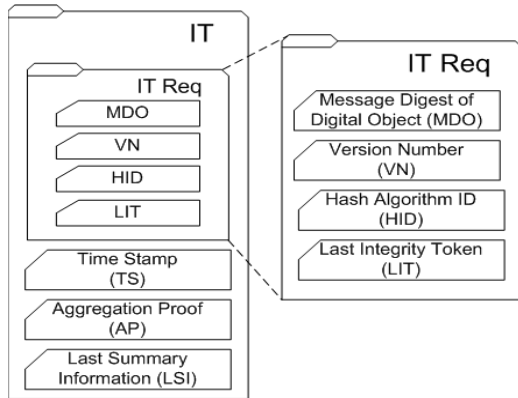 IT
IT Req
MDO
VN
HID
LIT
Time Stamp
(TS)
Aggregation Proof
(AP)
Last Summary
Information (LSI)
IT Req
Message Digest of
Digital Object (MDO)
Version Number
(VN)
Hash Algorithm ID
(HID)
Last Integrity Token
(LIT)